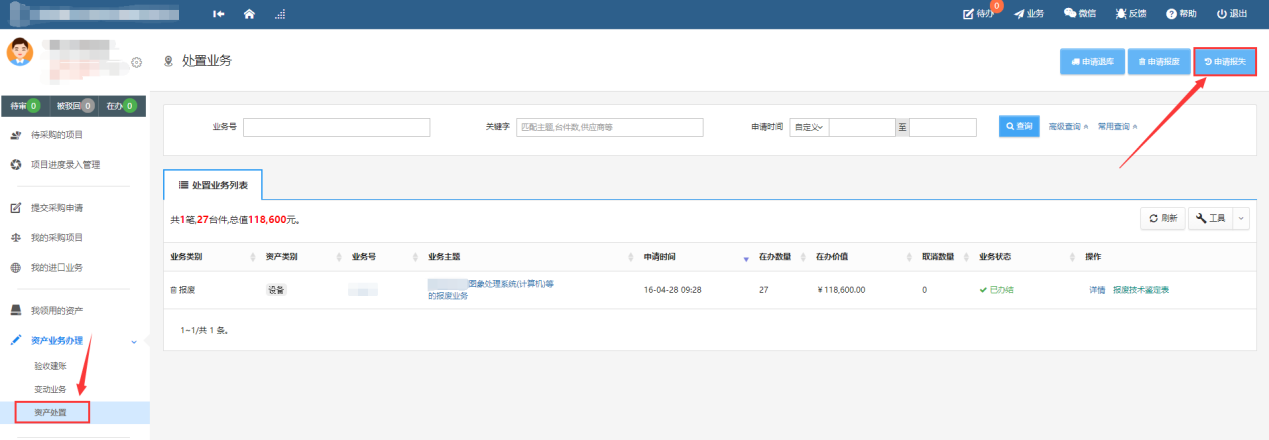 待办 0 业务 微信 反馈 帮助 退出
处置业务
申请退库 申请报废 申请报失
待审 0 被驳回 0 在办 0
业务号 关键字 匹配主题,台件数,供应商等 申请时间 自定义 至 查询 高级查询 常用查询
待采购的项目
项目进度录入管理
提交采购申请
我的采购项目
我的进口业务
我领用的资产
资产业务办理
验收建账
变动业务
资产处置
处置业务列表
共1笔,27台件,总值118,600元。
刷新 工具
业务类别 资产类别 业务号 业务主题 申请时间 在办数量 在办价值 取消数量 业务状态 操作
报废 设备 图象处理系统(计算机)等 16-04-28 09:28 27 ￥118,600.00 0 已办结 详情 报废技术鉴定表
的报废业务
1~1/共 1 条。